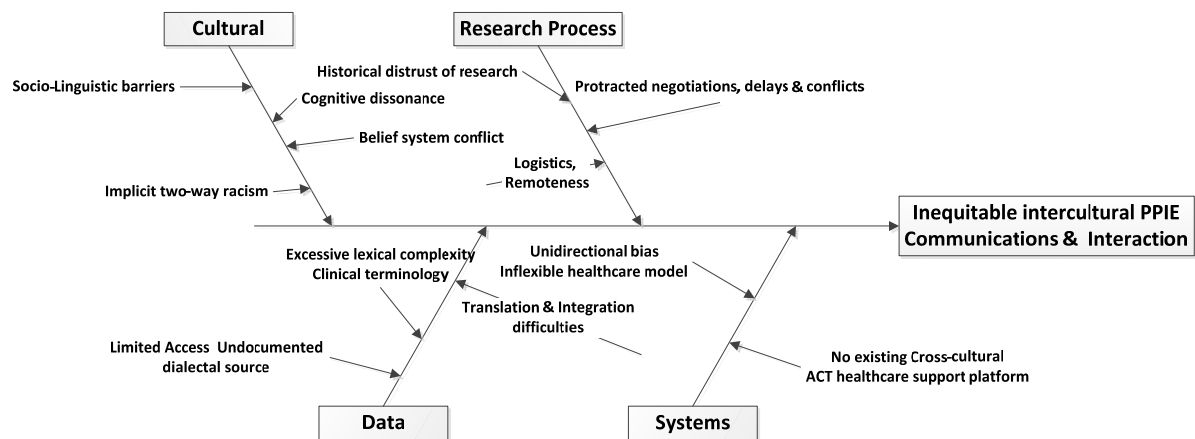 Cultural
Research Process
Historical distrust of research
Socio-Linguistic barriers
Protracted negotiations, delays & conflicts
Cognitive dissonance
Belief system conflict
Logistics,
Remoteness
Implicit two-way racism
Inequitable intercultural PPIE
Communications & Interaction
Excessive lexical complexity
Clinical terminology
Unidirectional bias
Inflexible healthcare model
Translation & Integration
difficulties
Limited Access Undocumented
dialectal source
No existing Cross-cultural
ACT healthcare support platform
Data
Systems